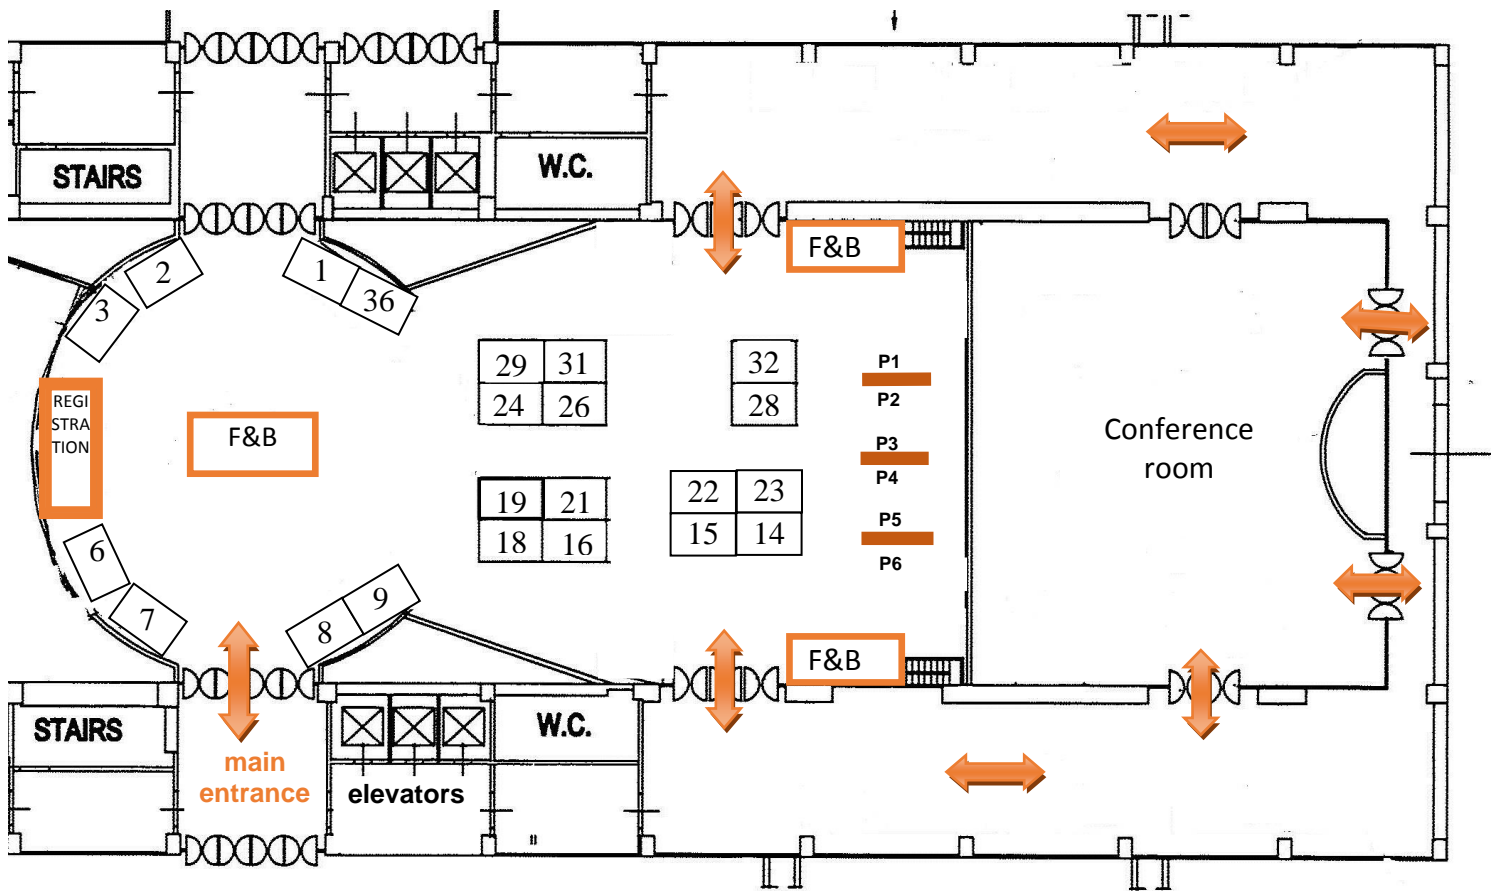 STAIRS
W.C.
F&B
2
1
3
36
29
31
32
P1
24
26
28
P2
REGI
STRA
TION
F&B
Conference
room
P3
P4
19
21
22
23
18
16
15
14
P5
P6
6
7
9
8
F&B
STAIRS
W.C.
main
entrance
elevators